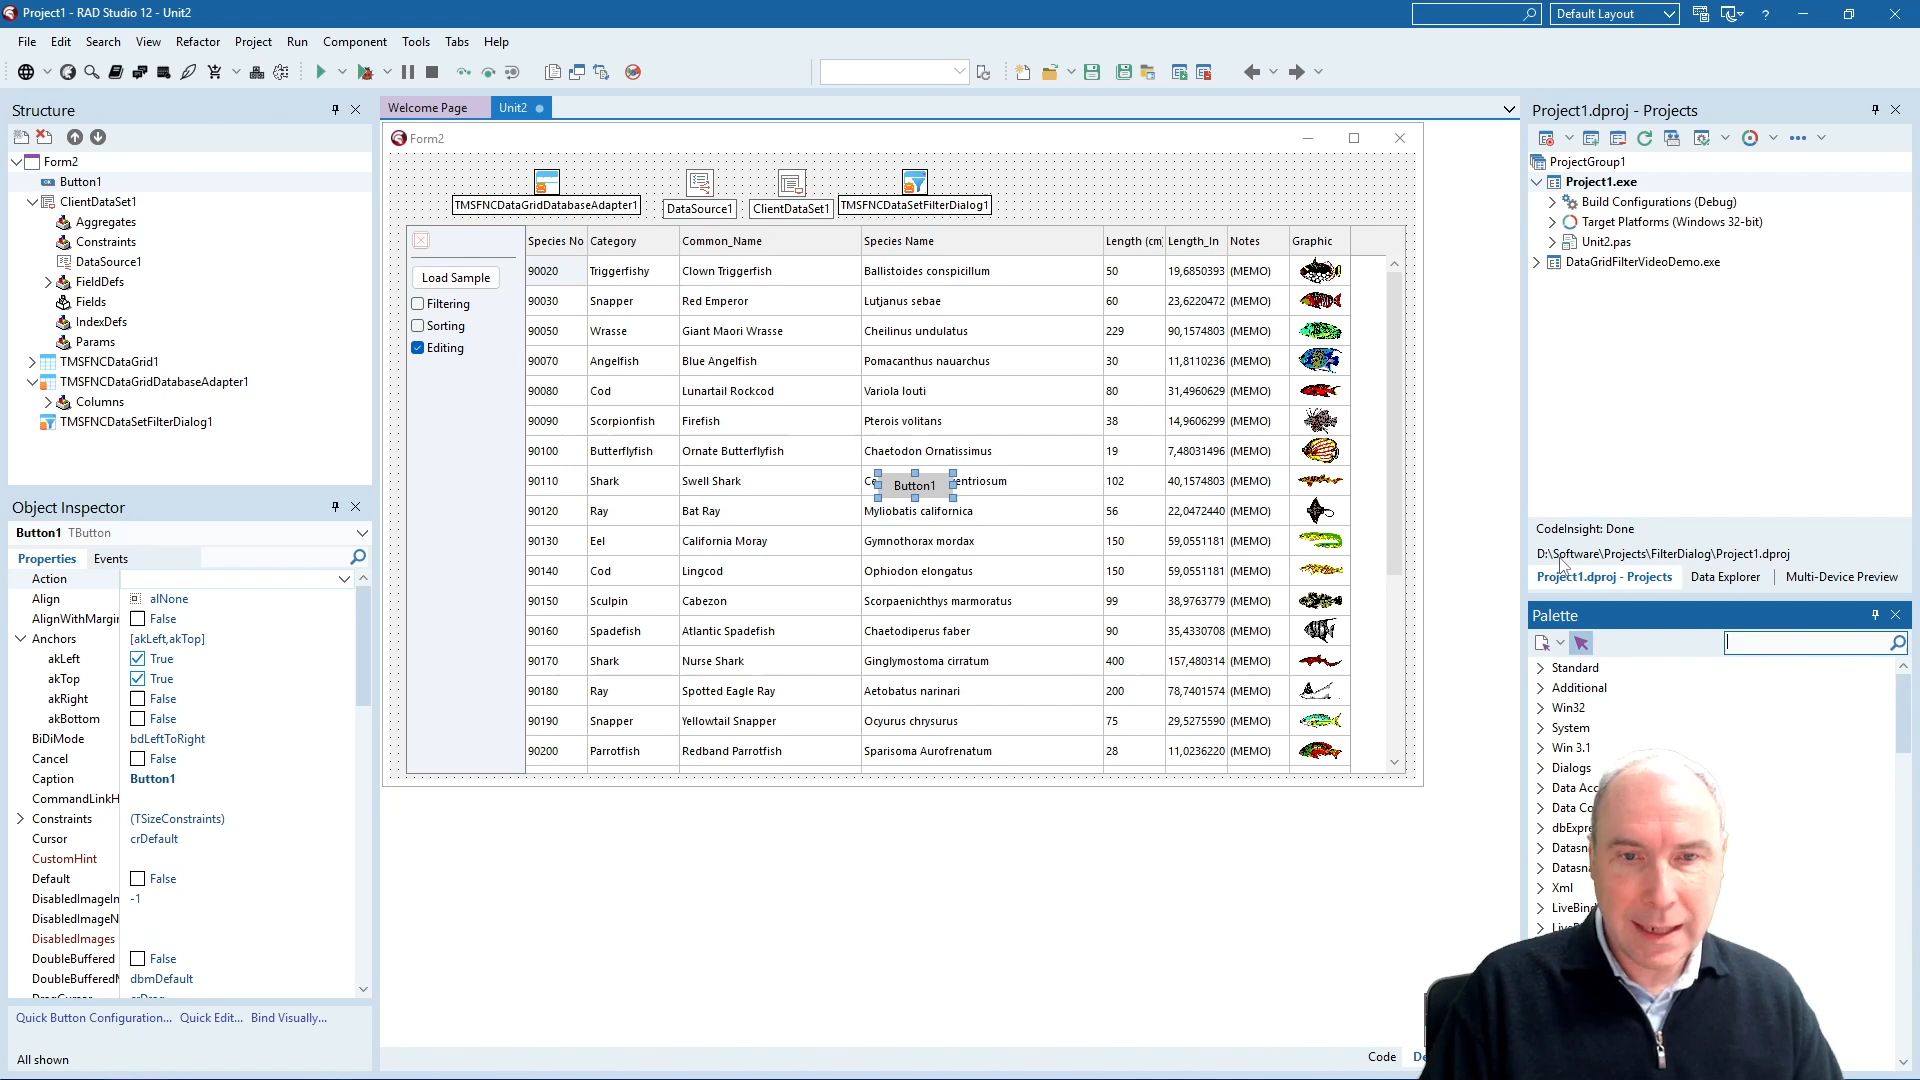 Project1 - RAD Studio 12 - Unit2
Default Layout
?
File Edit Search View Refactor Project Run Component Tools Tabs Help
Structure
Form2
Button1
ClientDataSet1
Aggregates
Constraints
DataSource1
FieldDefs
Fields
IndexDefs
Params
TMSFNCDataGrid1
TMSFNCDataGridDatabaseAdapter1
Columns
TMSFNCDataSetFilterDialog1
Object Inspector
Button1 TButton
Properties Events
Action
Align alNone
AlignWithMargin False
Anchors [akLeft,akTop]
akLeft True
akTop True
akRight False
akBottom False
BiDiMode bdLeftToRight
Cancel False
Caption Button1
CommandLinkH
Constraints (TSizeConstraints)
Cursor crDefault
CustomHint
Default False
DisabledImageIn -1
DisabledImageN
DisabledImages
DoubleBuffered False
DoubleBufferedM dbmDefault
Quick Button Configuration... Quick Edit... Bind Visually...
All shown
Welcome Page Unit2
Form2
TMSFNCDataGridDatabaseAdapter1 DataSource1 ClientDataSet1 TMSFNCDataSetFilterDialog1
Load Sample
Filtering
Sorting
Editing
Species No Category Common_Name Species Name Length (cm Length_In Notes Graphic
90020 Triggerfishy Clown Triggerfish Ballistoides conspicillum 50 19,6850393 (MEMO)
90030 Snapper Red Emperor Lutjanus sebae 60 23,6220472 (MEMO)
90050 Wrasse Giant Maori Wrasse Cheilinus undulatus 229 90,1574803 (MEMO)
90070 Angelfish Blue Angelfish Pomacanthus nauarchus 30 11,8110236 (MEMO)
90080 Cod Lunartail Rockcod Variola louti 80 31,4960629 (MEMO)
90090 Scorpionfish Firefish Pterois volitans 38 14,9606299 (MEMO)
90100 Butterflyfish Ornate Butterflyfish Chaetodon Ornatissimus 19 7,48031496 (MEMO)
90110 Shark Swell Shark Ce Button1 entriosum 102 40,1574803 (MEMO)
90120 Ray Bat Ray Myliobatis californica 56 22,0472440 (MEMO)
90130 Eel California Moray Gymnothorax mordax 150 59,0551181 (MEMO)
90140 Cod Lingcod Ophiodon elongatus 150 59,0551181 (MEMO)
90150 Sculpin Cabezon Scorpaenichthys marmoratus 99 38,9763779 (MEMO)
90160 Spadefish Atlantic Spadefish Chaetodiperus faber 90 35,4330708 (MEMO)
90170 Shark Nurse Shark Ginglymostoma cirratum 400 157,480314 (MEMO)
90180 Ray Spotted Eagle Ray Aetobatus narinari 200 78,7401574 (MEMO)
90190 Snapper Yellowtail Snapper Ocyurus chrysurus 75 29,5275590 (MEMO)
90200 Parrotfish Redband Parrotfish Sparisoma Aurofrenatum 28 11,0236220 (MEMO)
Code De
Project1.dproj - Projects
ProjectGroup1
Project1.exe
Build Configurations (Debug)
Target Platforms (Windows 32-bit)
Unit2.pas
DataGridFilterVideoDemo.exe
CodeInsight: Done
D:\Software\Projects\FilterDialog\Project1.dproj
Project1.dproj - Projects Data Explorer Multi-Device Preview
Palette
Standard
Additional
Win32
System
Win 3.1
Dialogs
Data Acc
Data Co
dbExpre
Datasna
Datasna
Xml
LiveBind